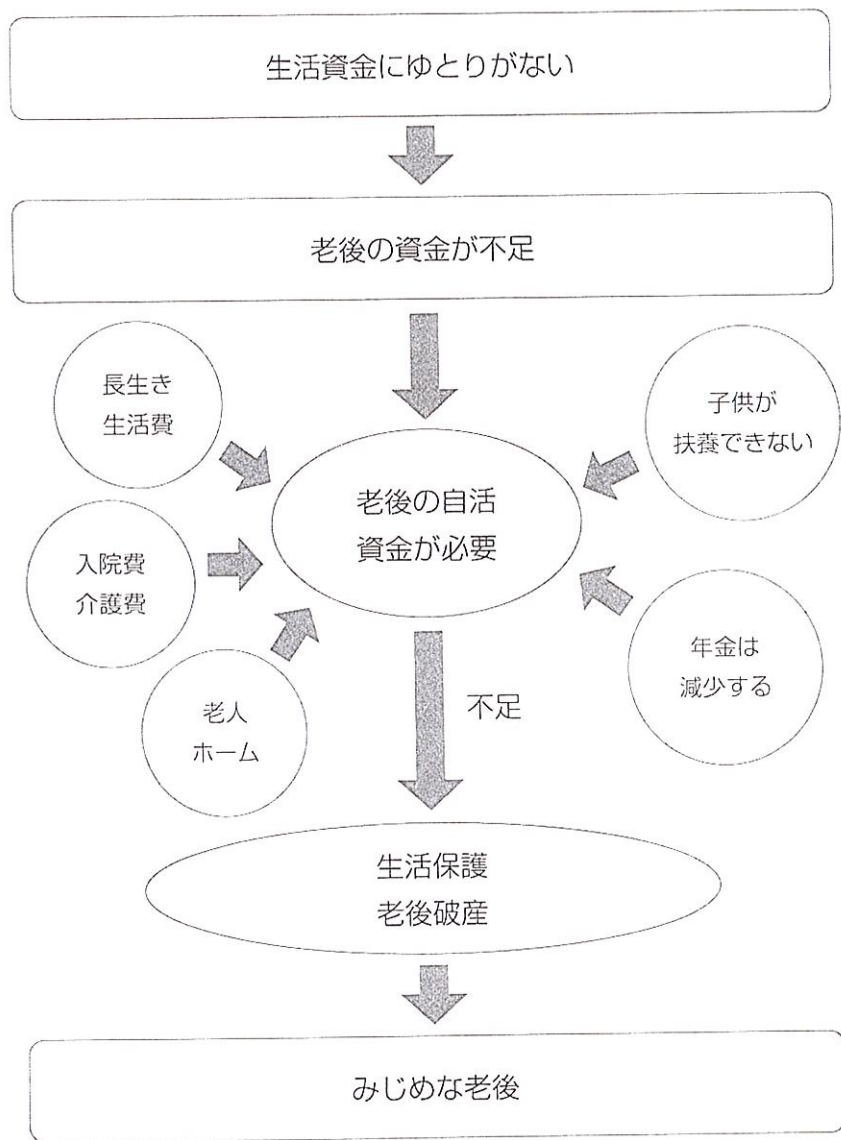 生活資金にゆとりがない
老後の資金が不足
長生き
生活費
子供が
扶養できない
老後の自活
資金が必要
入院費
介護費
年金は
減少する
老人
ホーム
不足
生活保護
老後破産
みじめな老後